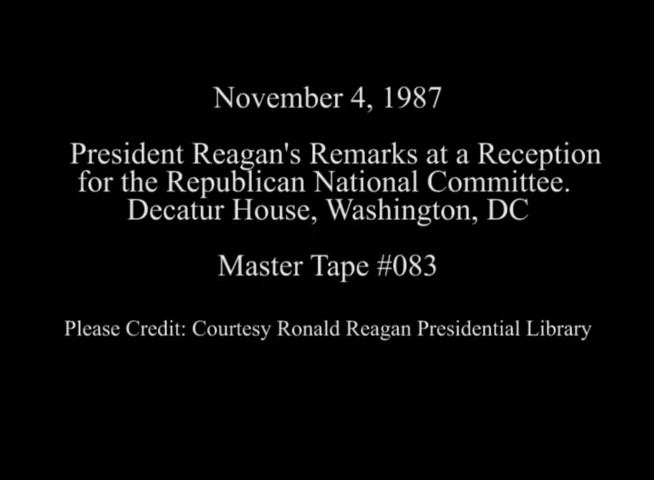 November 4, 1987
President Reagan's Remarks at a Reception
for the Republican National Committee.
Decatur House, Washington, DC
Master Tape #083
Please Credit: Courtesy Ronald Reagan Presidential Library